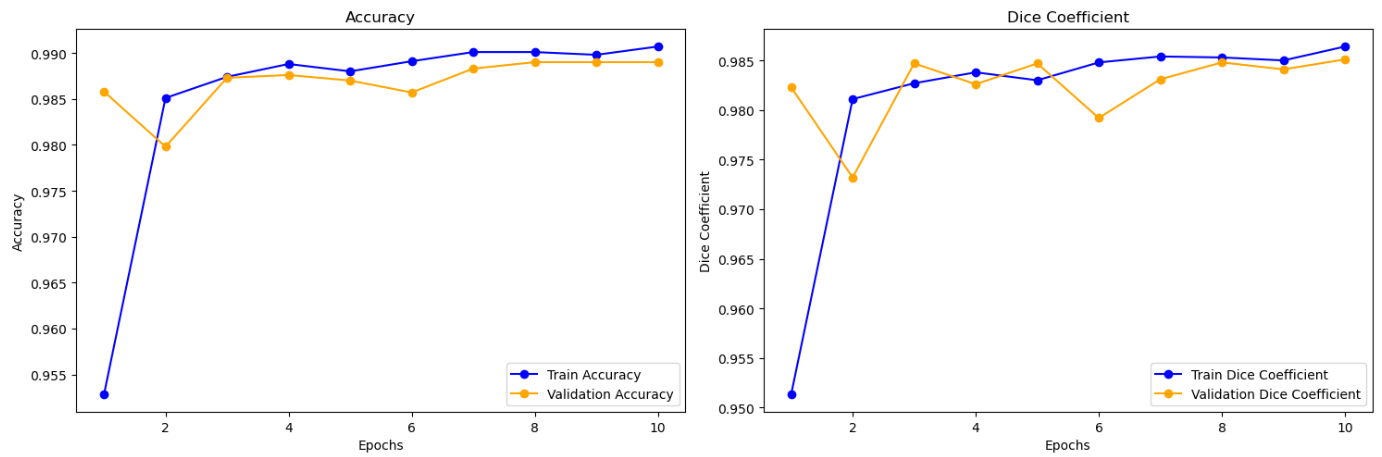 Accuracy
Accuracy
0.990
0.985
0.980
0.975
0.970
0.965
0.960
0.955
2
4
6
8
10
Epochs
Train Accuracy
Validation Accuracy
Dice Coefficient
Dice Coefficient
0.985
0.980
0.975
0.970
0.965
0.960
0.955
0.950
2
4
6
8
10
Epochs
Train Dice Coefficient
Validation Dice Coefficient